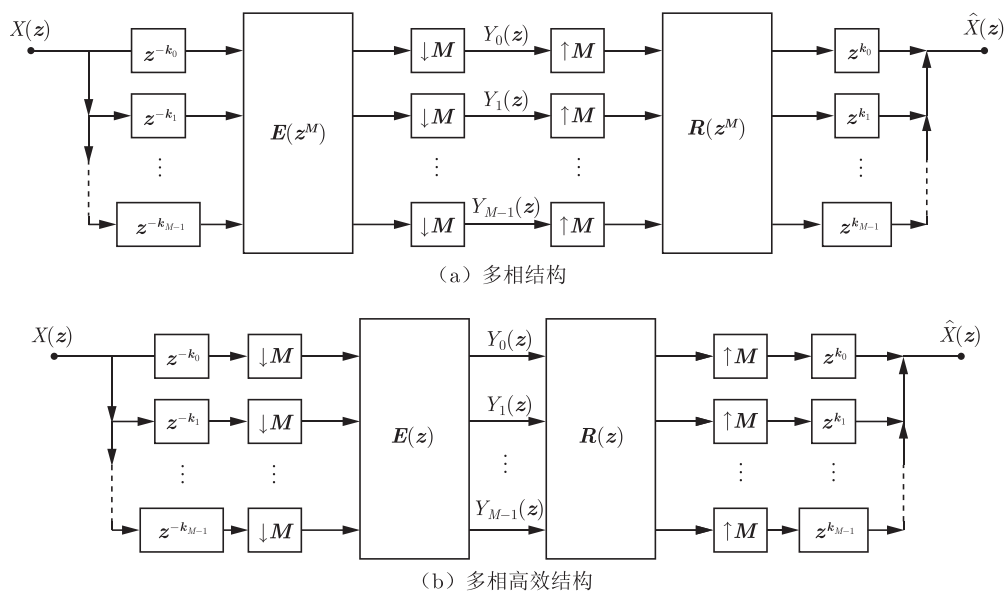 X(z) z^{-k_0} ↓M Y_0(z) ↑M z^{k_0} X̂(z)
z^{-k_1} ↓M Y_1(z) ↑M z^{k_1}
E(z^M) R(z^M)
⋮ ⋮ ⋮ ⋮
z^{-k_{M-1}} ↓M Y_{M-1}(z) ↑M z^{k_{M-1}}
(a) 多相结构
X(z) z^{-k_0} ↓M Y_0(z) ↑M z^{k_0} X̂(z)
z^{-k_1} ↓M Y_1(z) ↑M z^{k_1}
E(z) R(z)
⋮ ⋮ ⋮ ⋮ ⋮
z^{-k_{M-1}} ↓M Y_{M-1}(z) ↑M z^{k_{M-1}}
(b) 多相高效结构